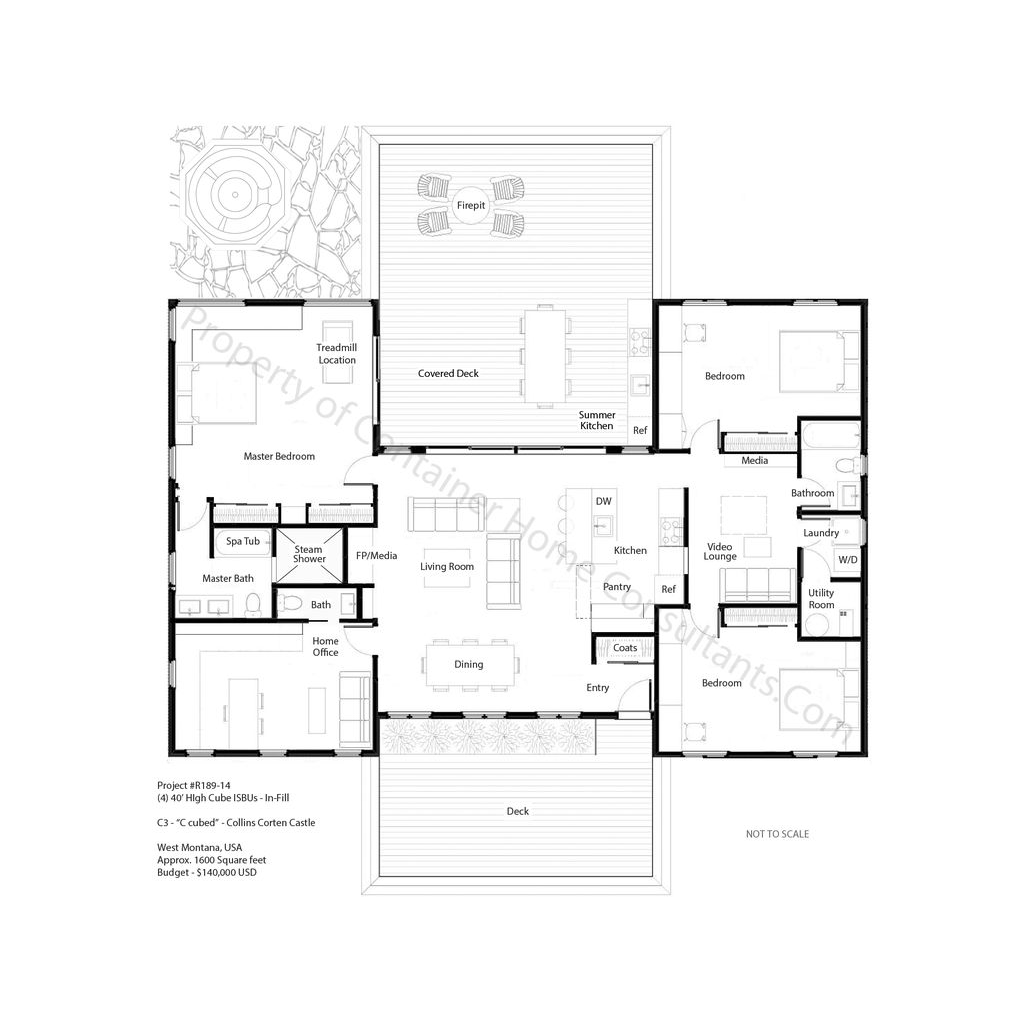 Firepit
Treadmill
Location
Covered Deck
Summer
Kitchen
Ref
Bedroom
Master Bedroom
Media
Bathroom
DW
Spa Tub
Steam
Shower
FP/Media
Living Room
Kitchen
Video
Lounge
Laundry
W/D
Master Bath
Bath
Pantry
Ref
Utility
Room
Home
Office
Coats
Dining
Entry
Bedroom
Deck
Property of Container Home Consultants.Com
Project #R189-14
(4) 40' HIgh Cube ISBUs - In-Fill
C3 - "C cubed" - Collins Corten Castle
West Montana, USA
Approx. 1600 Square feet
Budget - $140,000 USD
NOT TO SCALE